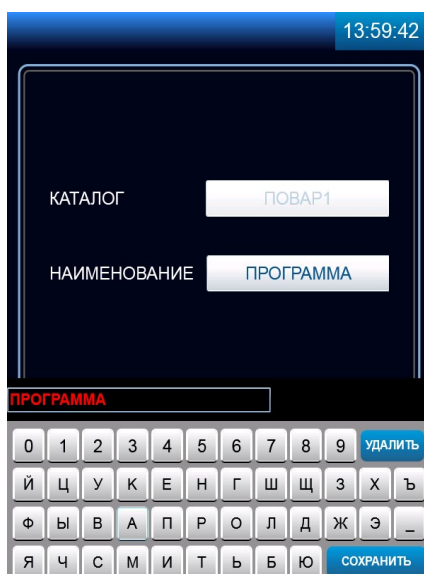 13:59:42
КАТАЛОГ ПОВАР1
НАИМЕНОВАНИЕ ПРОГРАММА
ПРОГРАММА
0 1 2 3 4 5 6 7 8 9 УДАЛИТЬ
Й Ц У К Е Н Г Ш Щ З Х Ъ
Ф Ы В А П Р О Л Д Ж Э _
Я Ч С М И Т Ь Б Ю СОХРАНИТЬ